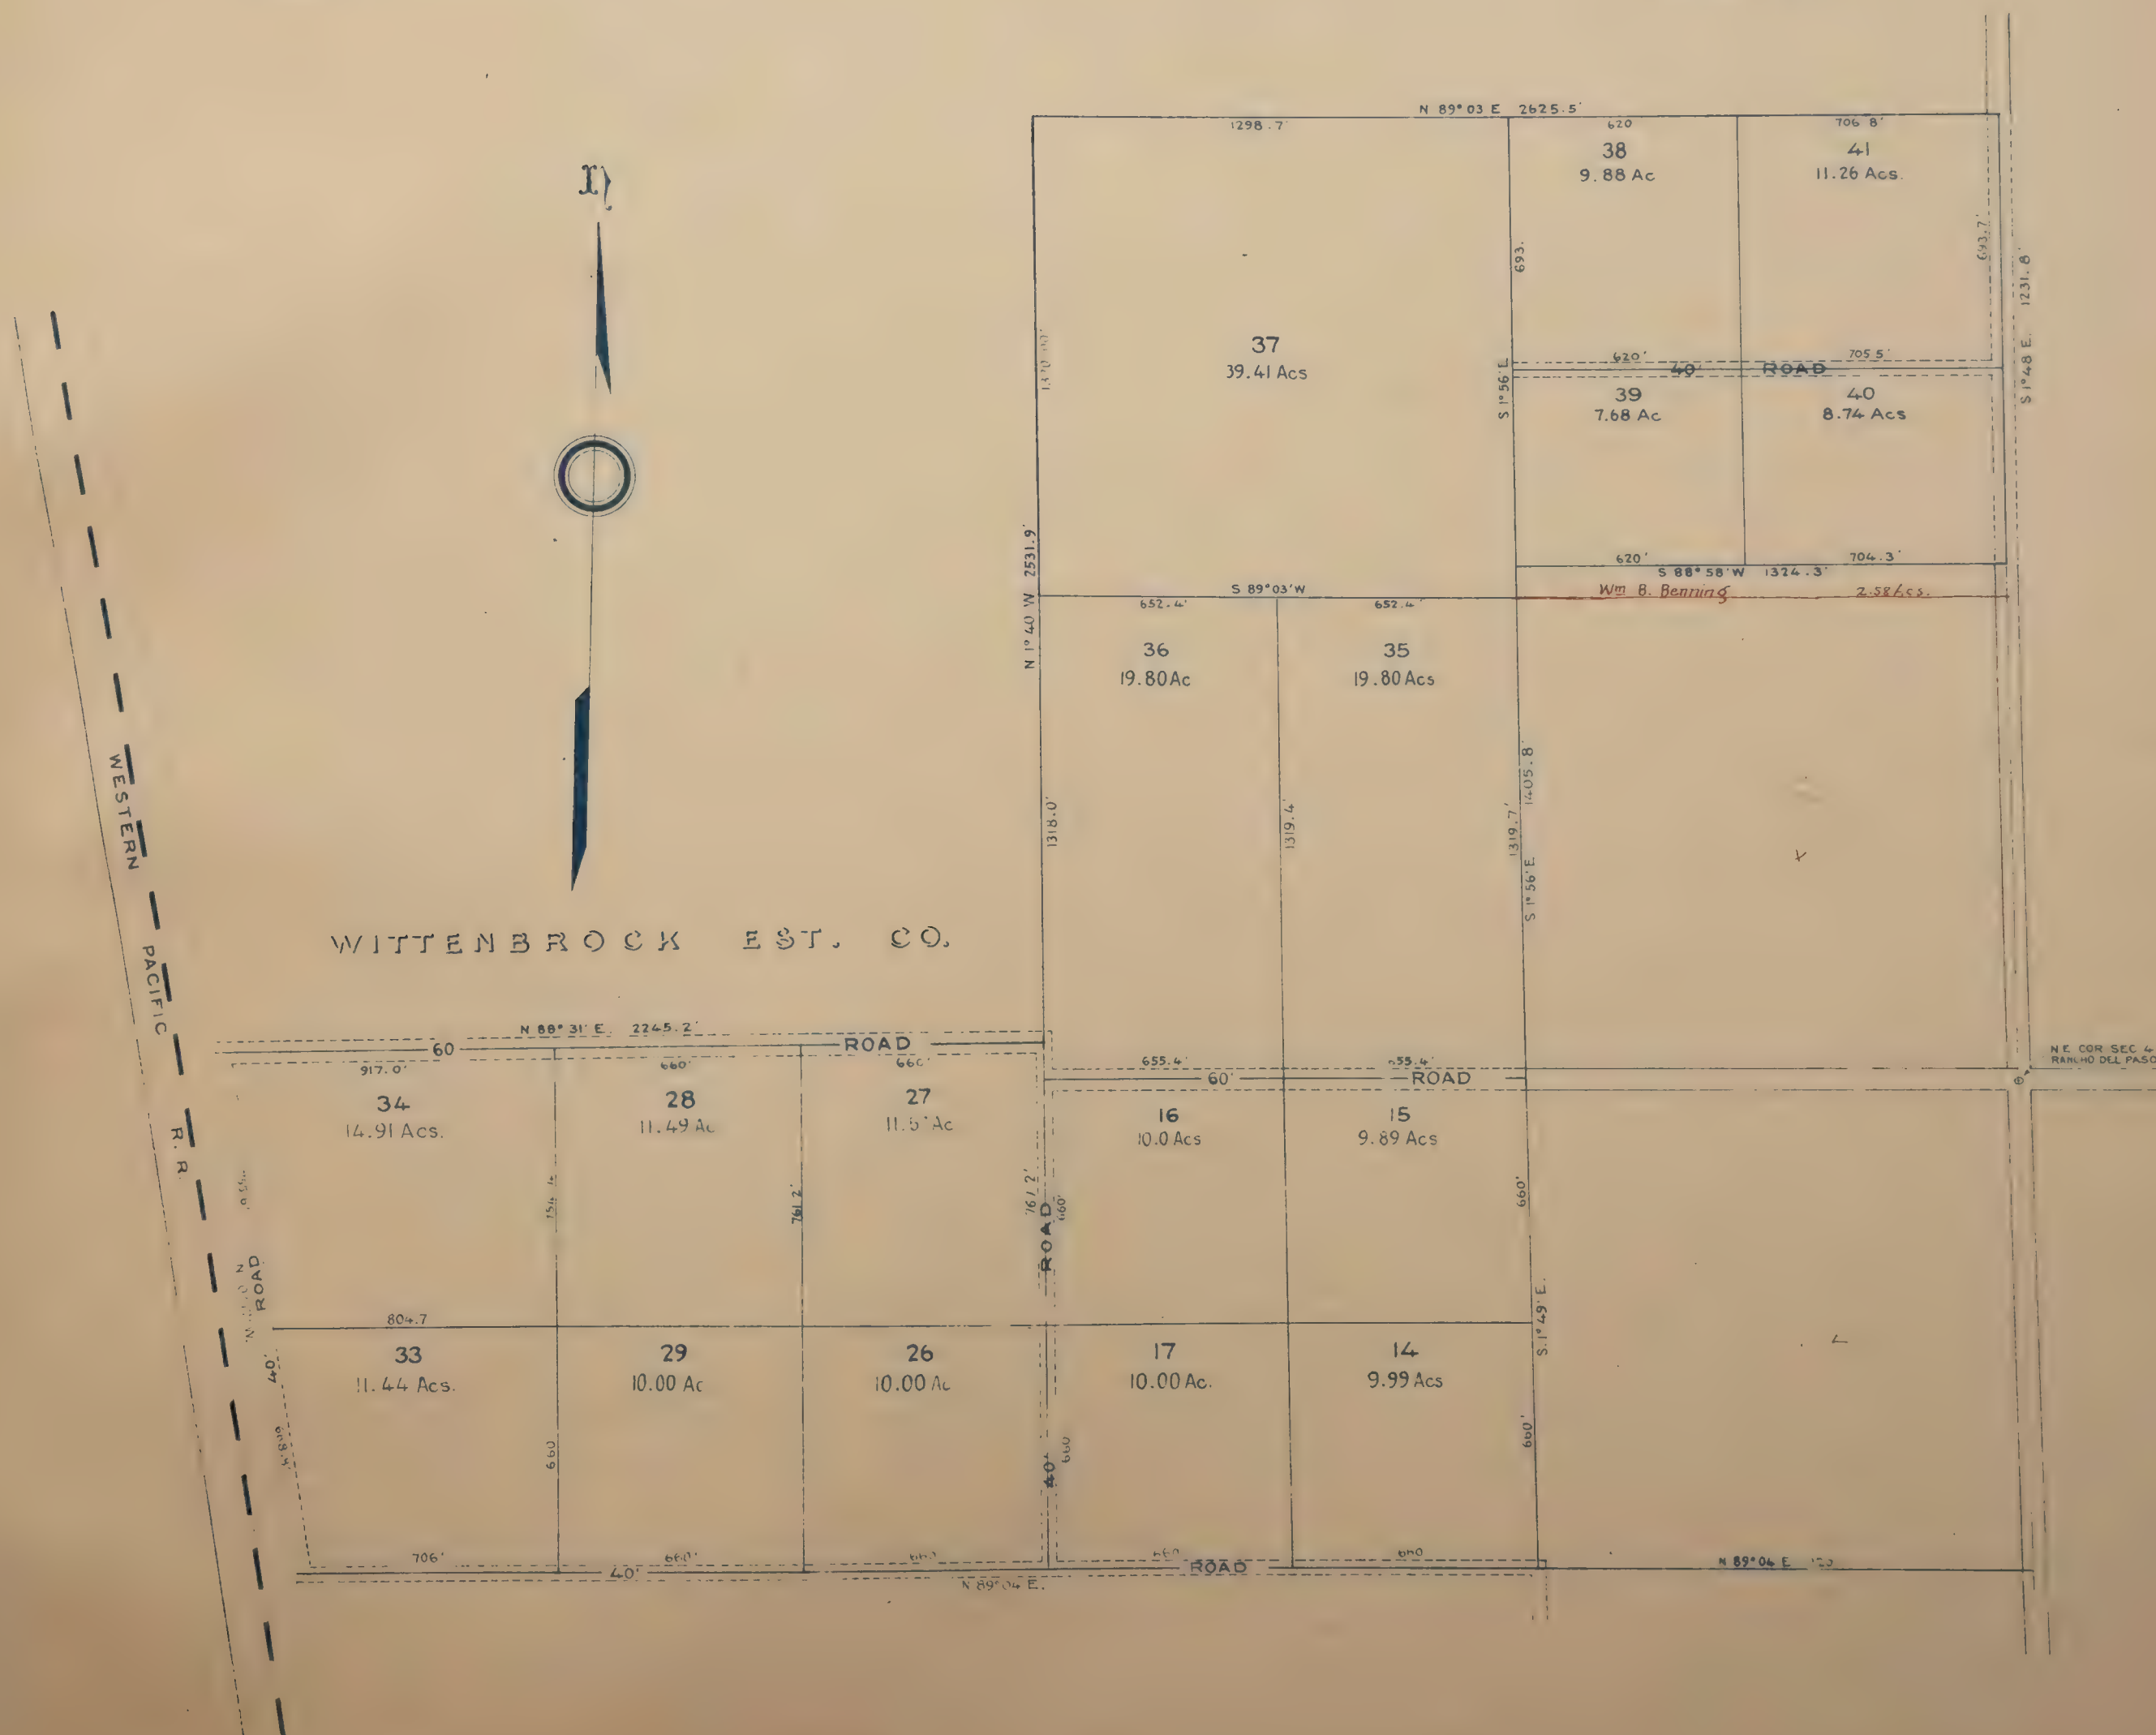 N 89° 03 E 2625.5'
1298.7'
620
706 8'
38
9.88 Ac
41
11.26 Acs.
693.
693.7'
S 1° 48 E. 1231.8'
37
39.41 Acs
S 1° 56' E
620'
705 5'
40' ROAD
39
7.68 Ac
40
8.74 Acs
N 1° 40 W 2531.9'
620'
704.3'
S 88° 58' W 1324.3'
S 89° 03' W
Wm B. Benning
652.4'
652.4'
36
19.80 Ac
35
19.80 Acs
1318.0'
1319.4'
1319.7'
S 1° 56' E 1405.8'
WESTERN PACIFIC R. R.
WITTENBROCK EST. CO.
N 88° 31' E. 2245.2'
60 ROAD
917.0'
660'
655.4'
60' ROAD
N E COR SEC 4
RANCHO DEL PASO
34
14.91 Acs.
28
11.49 Ac
27
16
10.0 Acs
15
9.89 Acs
761 2'
761 2'
ROAD
660'
660'
ROAD
40'
804.7
S. 1° 49' E.
33
11.44 Acs.
29
10.00 Ac
26
10.00 Ac
17
10.00 Ac.
14
9.99 Acs
660
40'
660
660'
706'
660'
660
40'
ROAD
N 89° 04 E.
N 89° 04 E